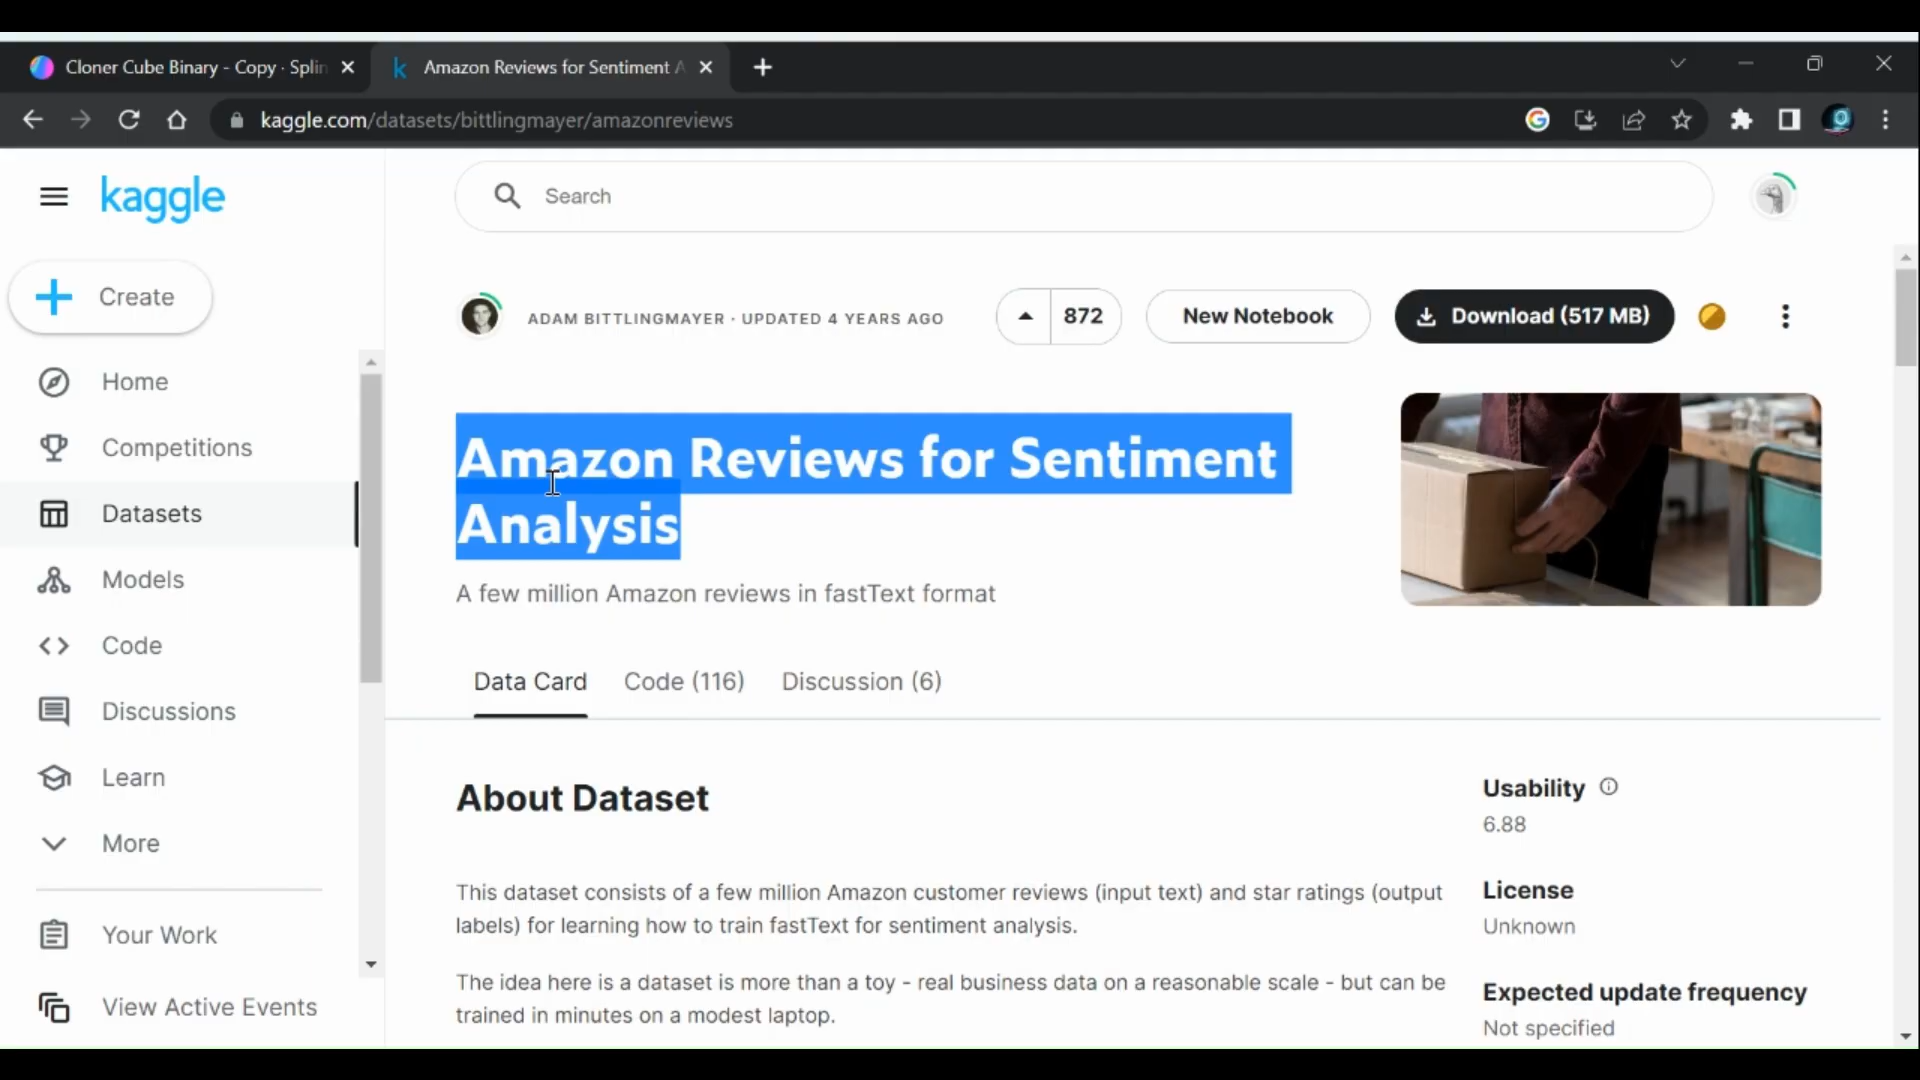 Cloner Cube Binary - Copy · Splin
Amazon Reviews for Sentiment A
kaggle.com/datasets/bittlingmayer/amazonreviews
kaggle
Search
Create
Home
Competitions
Datasets
Models
Code
Discussions
Learn
More
Your Work
View Active Events
ADAM BITTLINGMAYER · UPDATED 4 YEARS AGO
872
New Notebook
Download (517 MB)
Amazon Reviews for Sentiment
Analysis
A few million Amazon reviews in fastText format
Data Card Code (116) Discussion (6)
About Dataset
This dataset consists of a few million Amazon customer reviews (input text) and star ratings (output
labels) for learning how to train fastText for sentiment analysis.
The idea here is a dataset is more than a toy - real business data on a reasonable scale - but can be
trained in minutes on a modest laptop.
Usability
6.88
License
Unknown
Expected update frequency
Not specified